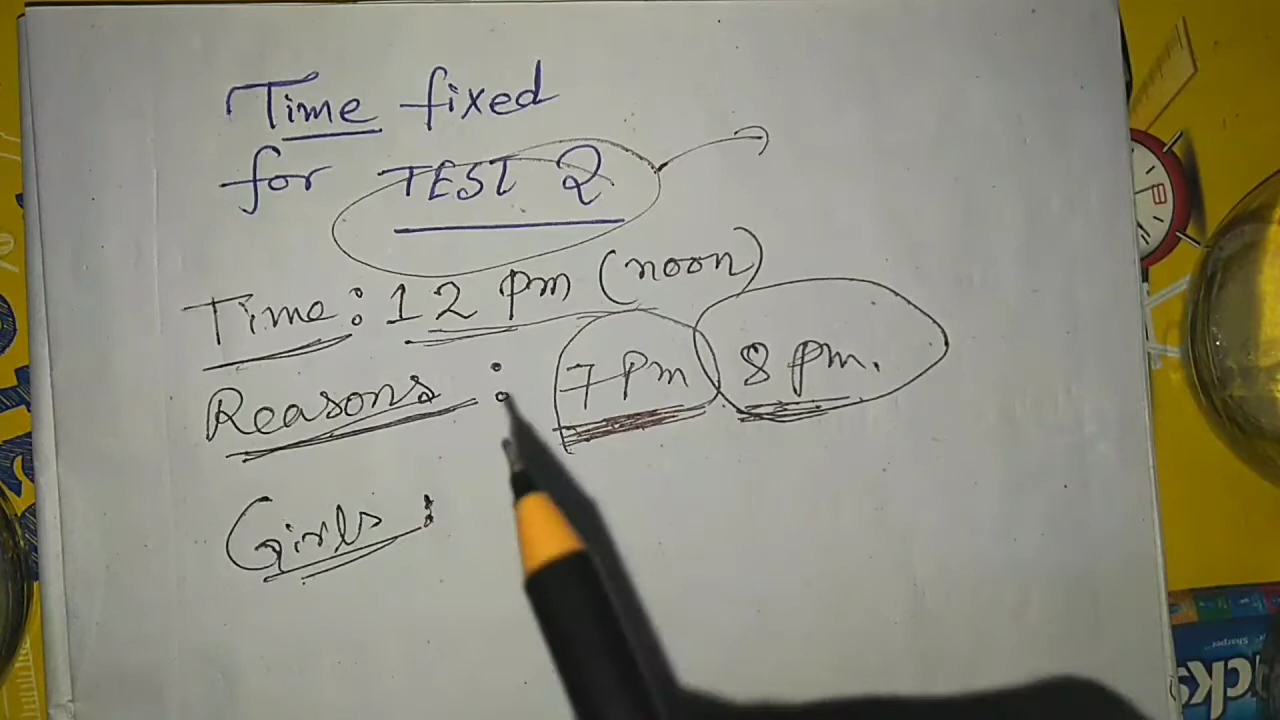 Time fixed
for TEST 2
Time: 12 pm (noon)
Reasons : 7 pm 8 pm.
Girls :